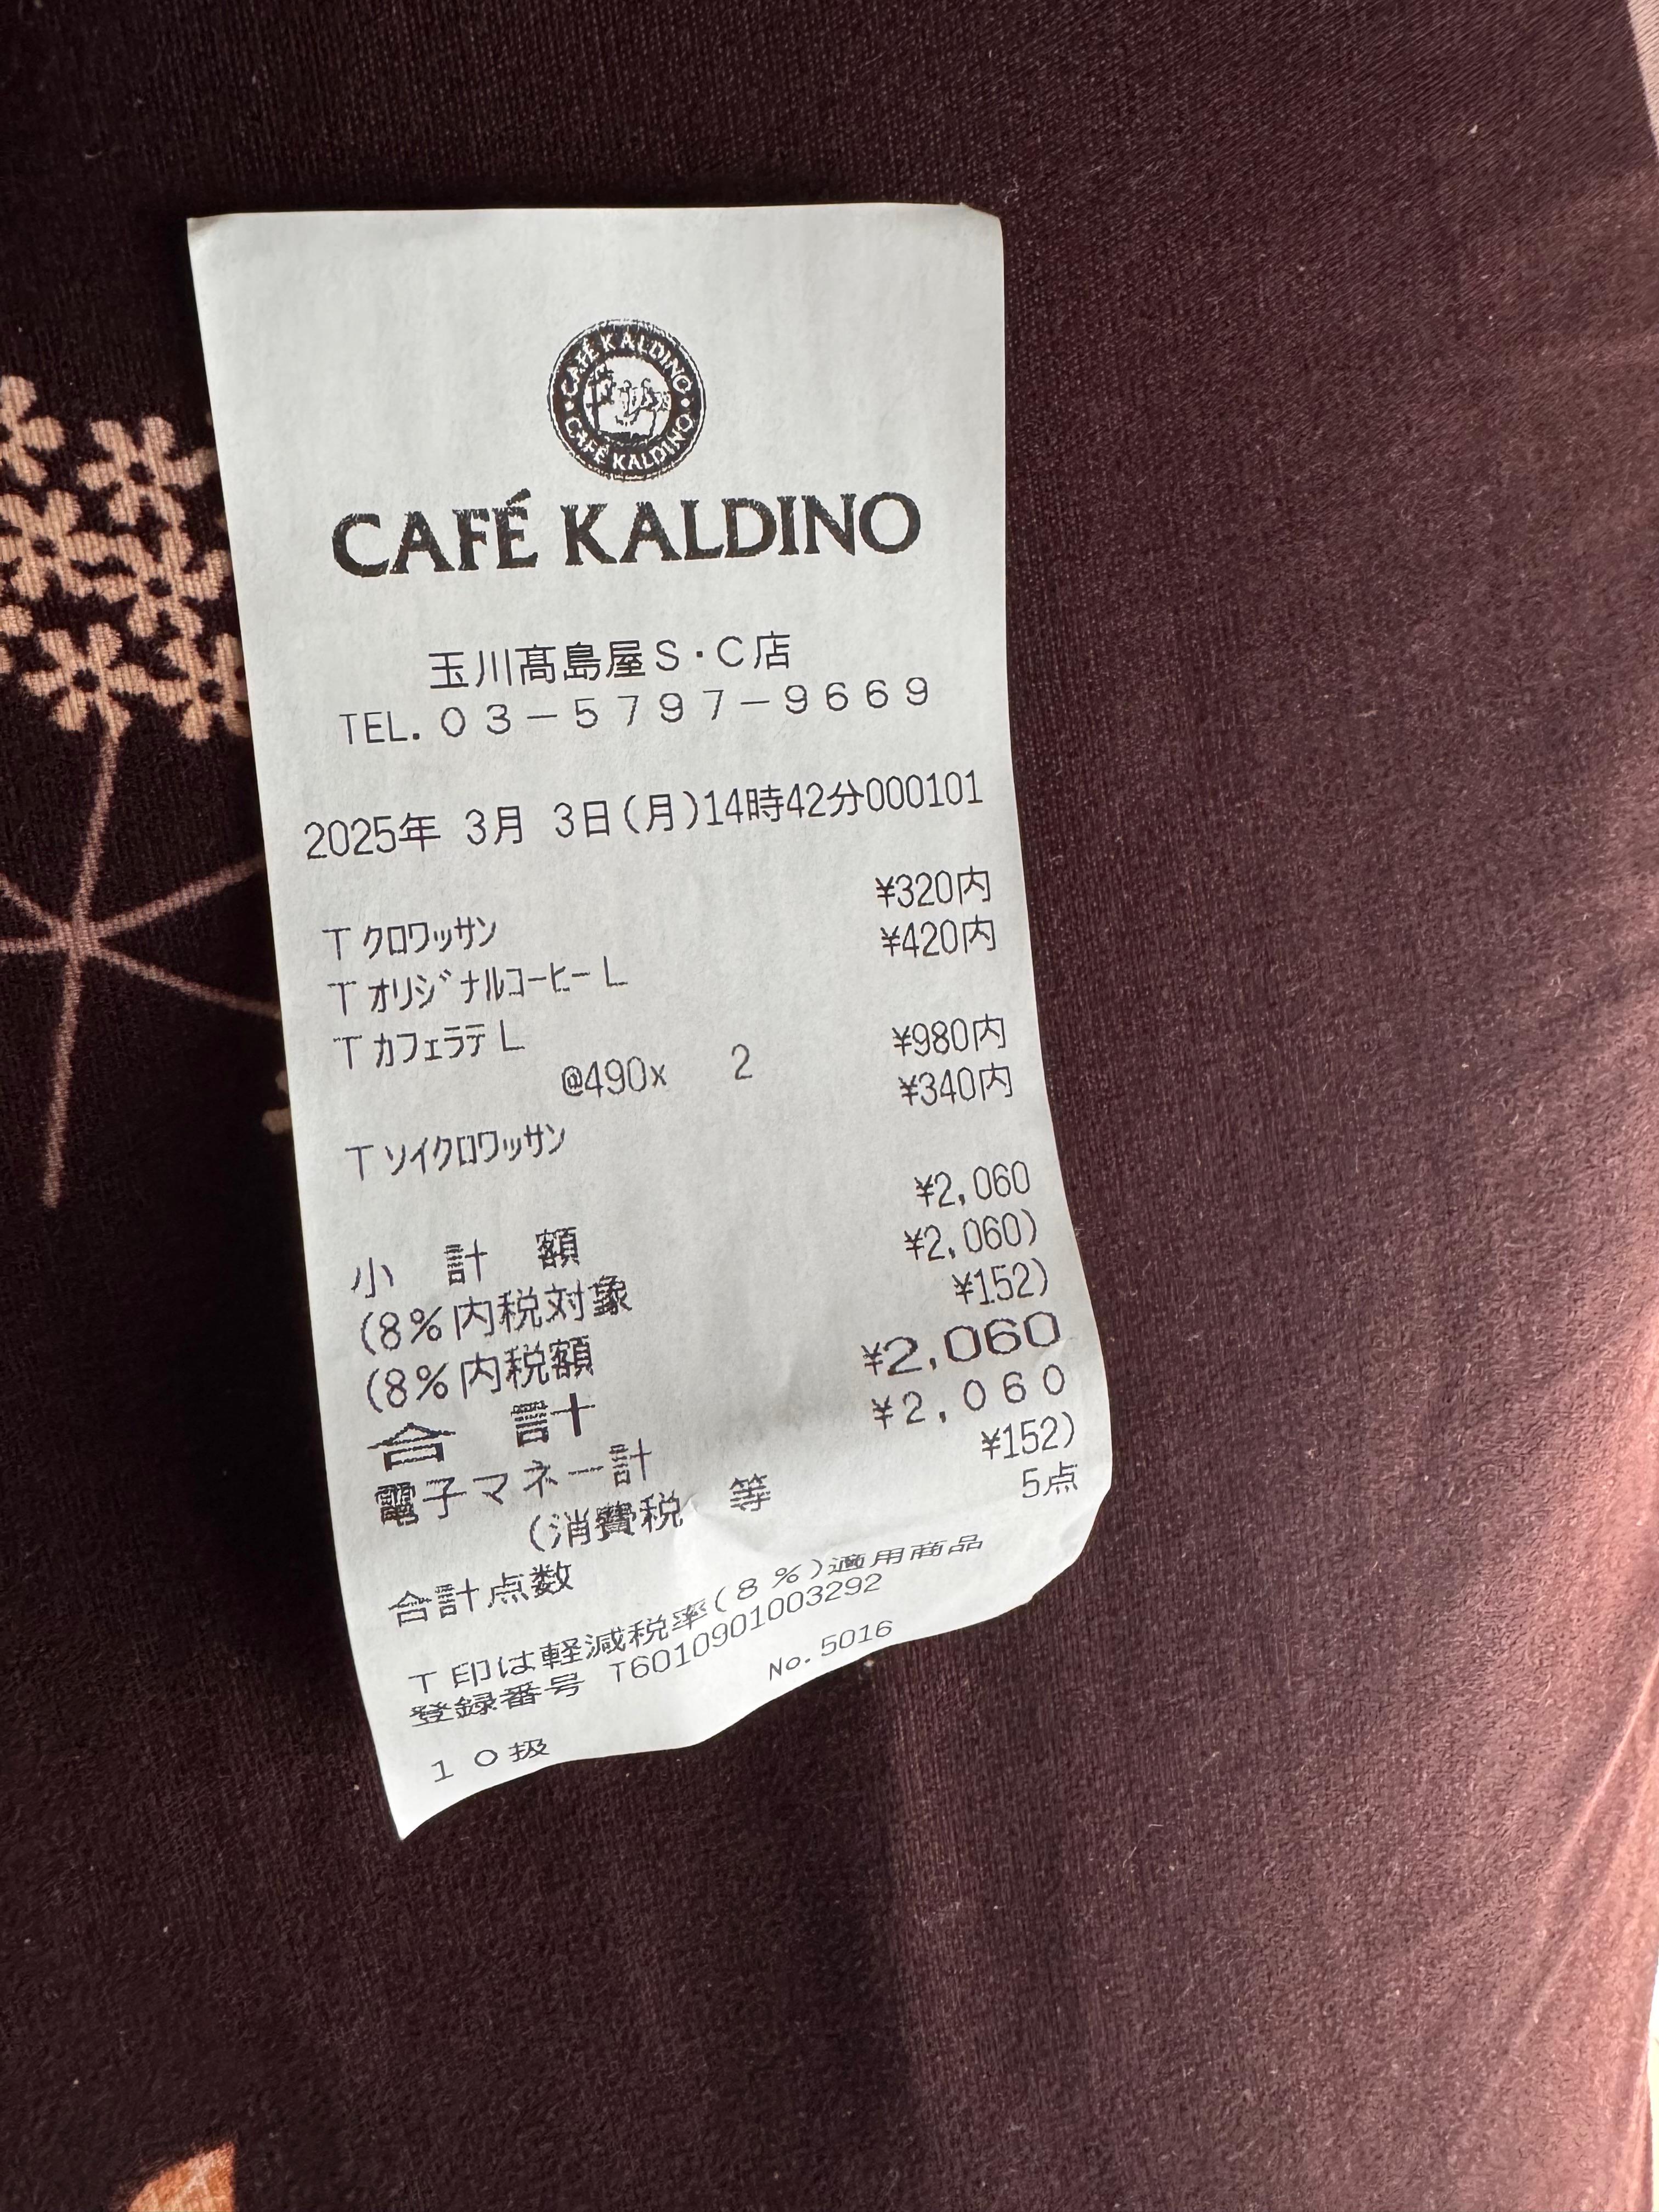 CAFÉ KALDINO
CAFÉ KALDINO
CAFÉ KALDINO
玉川髙島屋S・C店
TEL.03-5797-9669
2025年 3月 3日(月)14時42分000101
T ｸﾛﾜｯｻﾝ ¥320内
T ｵﾘｼﾞﾅﾙｺｰﾋｰ L ¥420内
T ｶﾌｪﾗﾃ L
@490x 2 ¥980内
T ｿｲｸﾛﾜｯｻﾝ ¥340内
小 計 額 ¥2,060
(8%内税対象 ¥2,060)
(8%内税額 ¥152)
合 計 ¥2,060
電子マネー計 ¥2,060
(消費税 等 ¥152)
合計点数 5点
T 印は軽減税率(8%)適用商品
登録番号 T6010901003292
No.5016
10扱